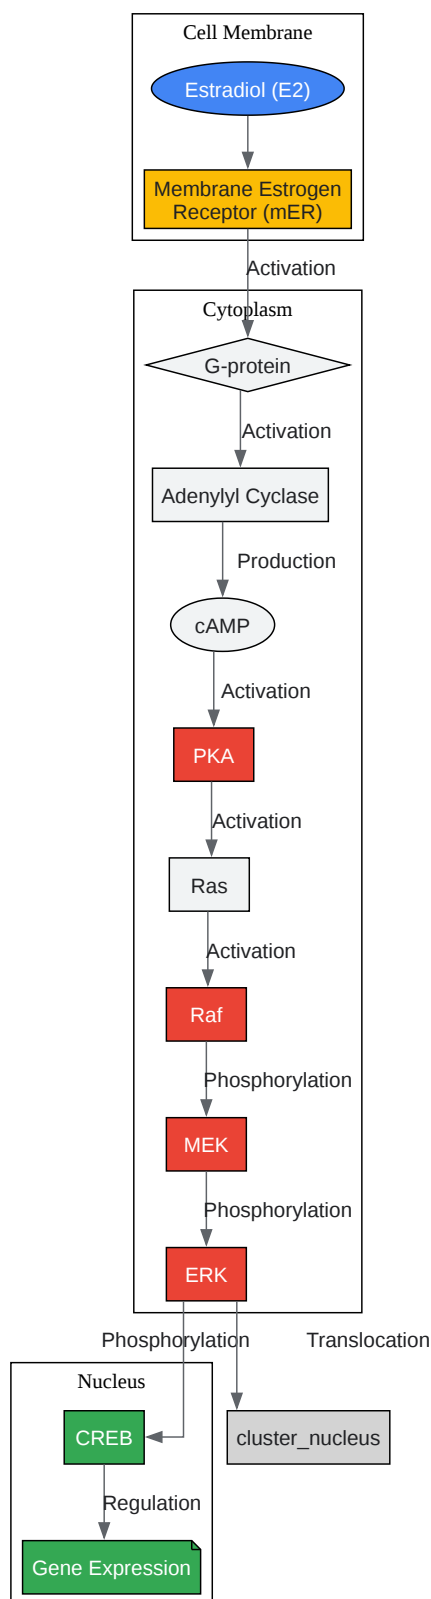 Cell Membrane
Estradiol (E2)
Membrane Estrogen
Receptor (mER)
Activation
Cytoplasm
G-protein
Activation
Adenylyl Cyclase
Production
cAMP
Activation
PKA
Activation
Ras
Activation
Raf
Phosphorylation
MEK
Phosphorylation
ERK
Phosphorylation
Translocation
Nucleus
CREB
cluster_nucleus
Regulation
Gene Expression